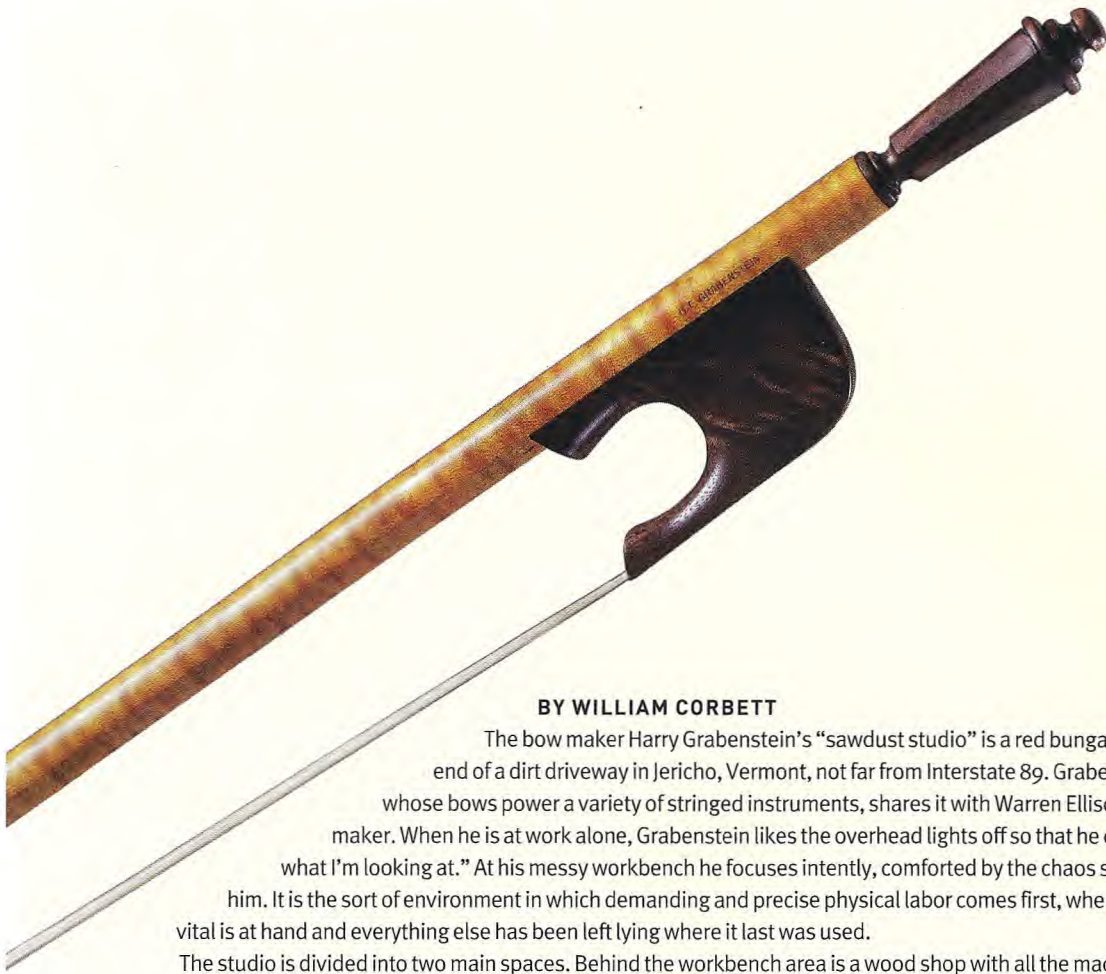 GRABENSTEIN
BY WILLIAM CORBETT
The bow maker Harry Grabenstein's “sawdust studio” is a red bunga
end of a dirt driveway in Jericho, Vermont, not far from Interstate 89. Grabe
whose bows power a variety of stringed instruments, shares it with Warren Ellis
maker. When he is at work alone, Grabenstein likes the overhead lights off so that he
what I'm looking at.” At his messy workbench he focuses intently, comforted by the chaos s
him. It is the sort of environment in which demanding and precise physical labor comes first, whe
vital is at hand and everything else has been left lying where it last was used.
The studio is divided into two main spaces. Behind the workbench area is a wood shop with all the mac